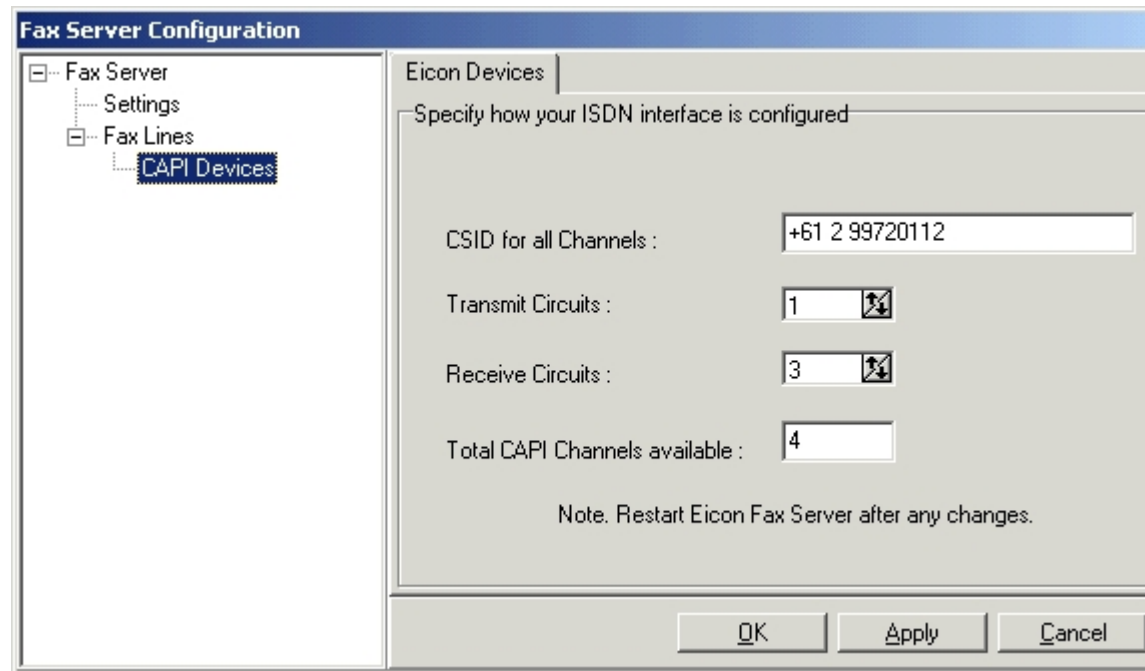 Fax Server Configuration
Fax Server
Settings
Fax Lines
CAPI Devices
Eicon Devices
Specify how your ISDN interface is configured
CSID for all Channels : +61 2 99720112
Transmit Circuits : 1
Receive Circuits : 3
Total CAPI Channels available : 4
Note. Restart Eicon Fax Server after any changes.
OK Apply Cancel